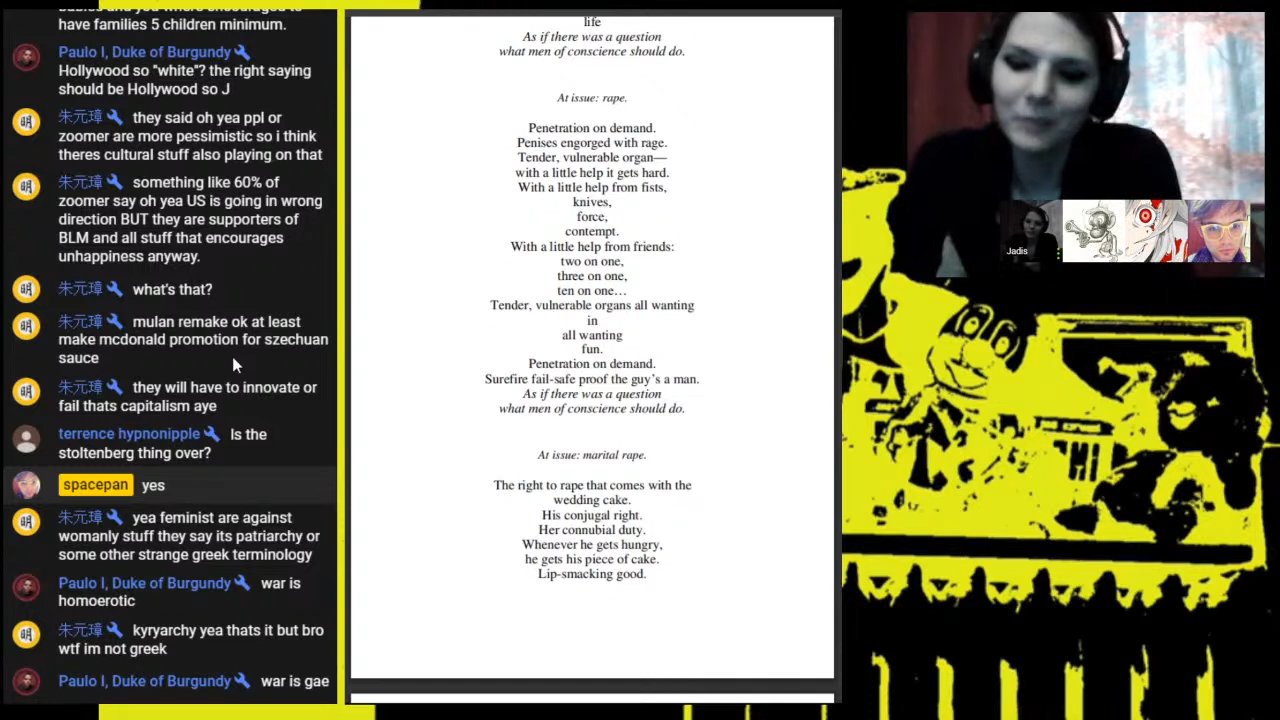 babies and you where encouraged to
have families 5 children minimum.
Paulo I, Duke of Burgundy
Hollywood so "white"? the right saying
should be Hollywood so J
朱元璋 they said oh yea ppl or
zoomer are more pessimistic so i think
theres cultural stuff also playing on that
朱元璋 something like 60% of
zoomer say oh yea US is going in wrong
direction BUT they are supporters of
BLM and all stuff that encourages
unhappiness anyway.
朱元璋 what's that?
朱元璋 mulan remake ok at least
make mcdonald promotion for szechuan
sauce
朱元璋 they will have to innovate or
fail thats capitalism aye
terrence hypnonipple Is the
stoltenberg thing over?
spacepan yes
朱元璋 yea feminist are against
womanly stuff they say its patriarchy or
some other strange greek terminology
Paulo I, Duke of Burgundy war is
homoerotic
朱元璋 kyryarchy yea thats it but bro
wtf im not greek
Paulo I, Duke of Burgundy war is gae
life
As if there was a question
what men of conscience should do.
At issue: rape.
Penetration on demand.
Penises engorged with rage.
Tender, vulnerable organ—
with a little help it gets hard.
With a little help from fists,
knives,
force,
contempt.
With a little help from friends:
two on one,
three on one,
ten on one…
Tender, vulnerable organs all wanting
in
all wanting
fun.
Penetration on demand.
Surefire fail-safe proof the guy's a man.
As if there was a question
what men of conscience should do.
At issue: marital rape.
The right to rape that comes with the
wedding cake.
His conjugal right.
Her connubial duty.
Whenever he gets hungry,
he gets his piece of cake.
Lip-smacking good.
Jadis